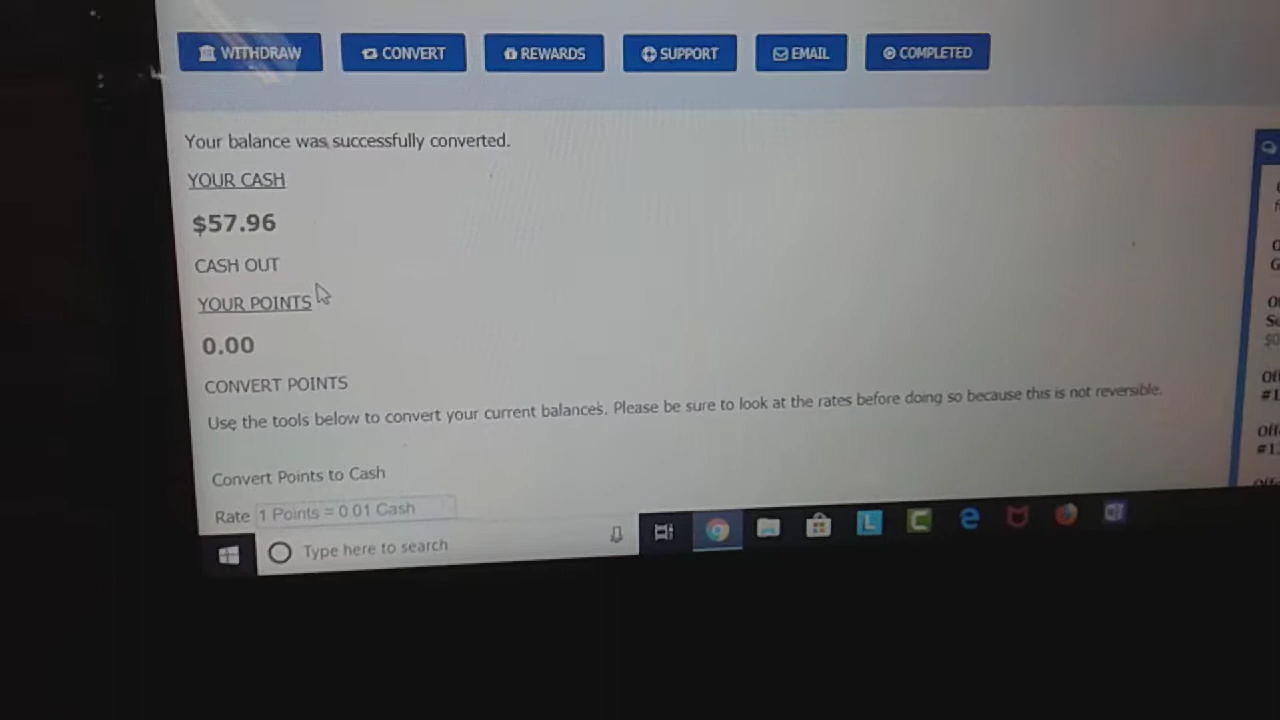 WITHDRAW CONVERT REWARDS SUPPORT EMAIL COMPLETED
Your balance was successfully converted.
YOUR CASH
$57.96
CASH OUT
YOUR POINTS
0.00
CONVERT POINTS
Use the tools below to convert your current balances. Please be sure to look at the rates before doing so because this is not reversible.
Convert Points to Cash
Rate 1 Points = 0.01 Cash
Type here to search